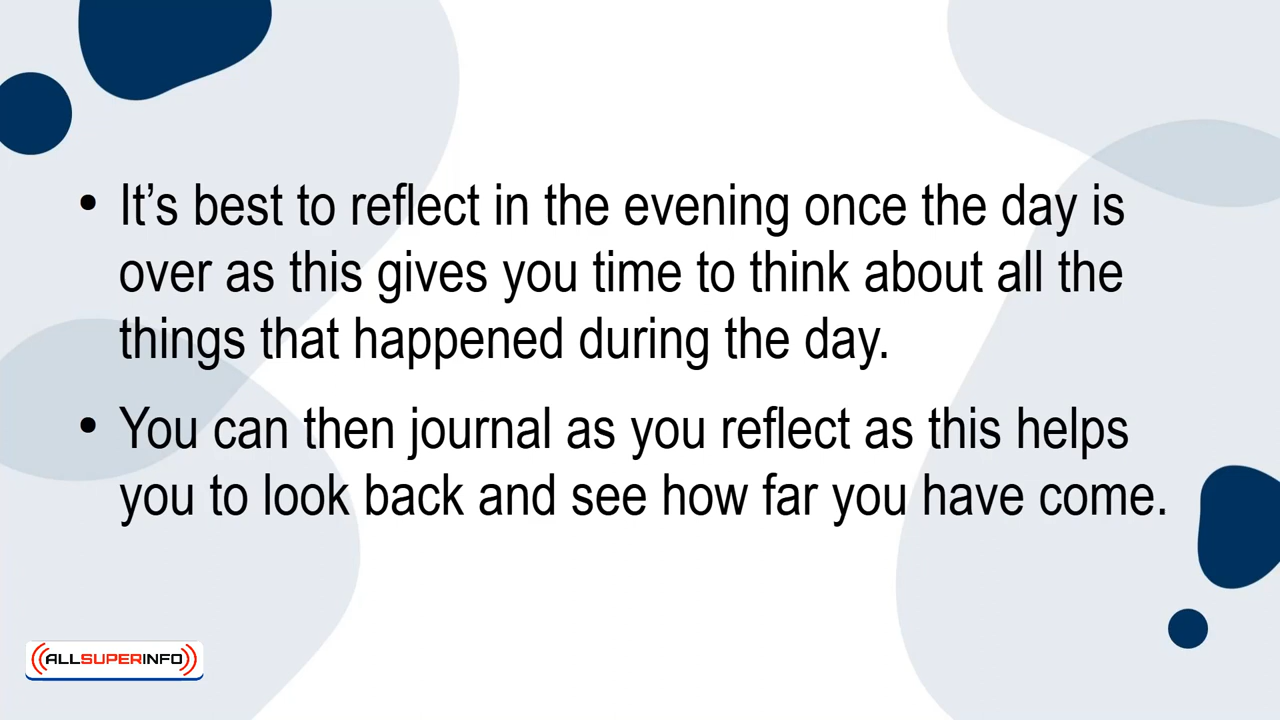 • It’s best to reflect in the evening once the day is
over as this gives you time to think about all the
things that happened during the day.
• You can then journal as you reflect as this helps
you to look back and see how far you have come.
ALLSUPERINFO